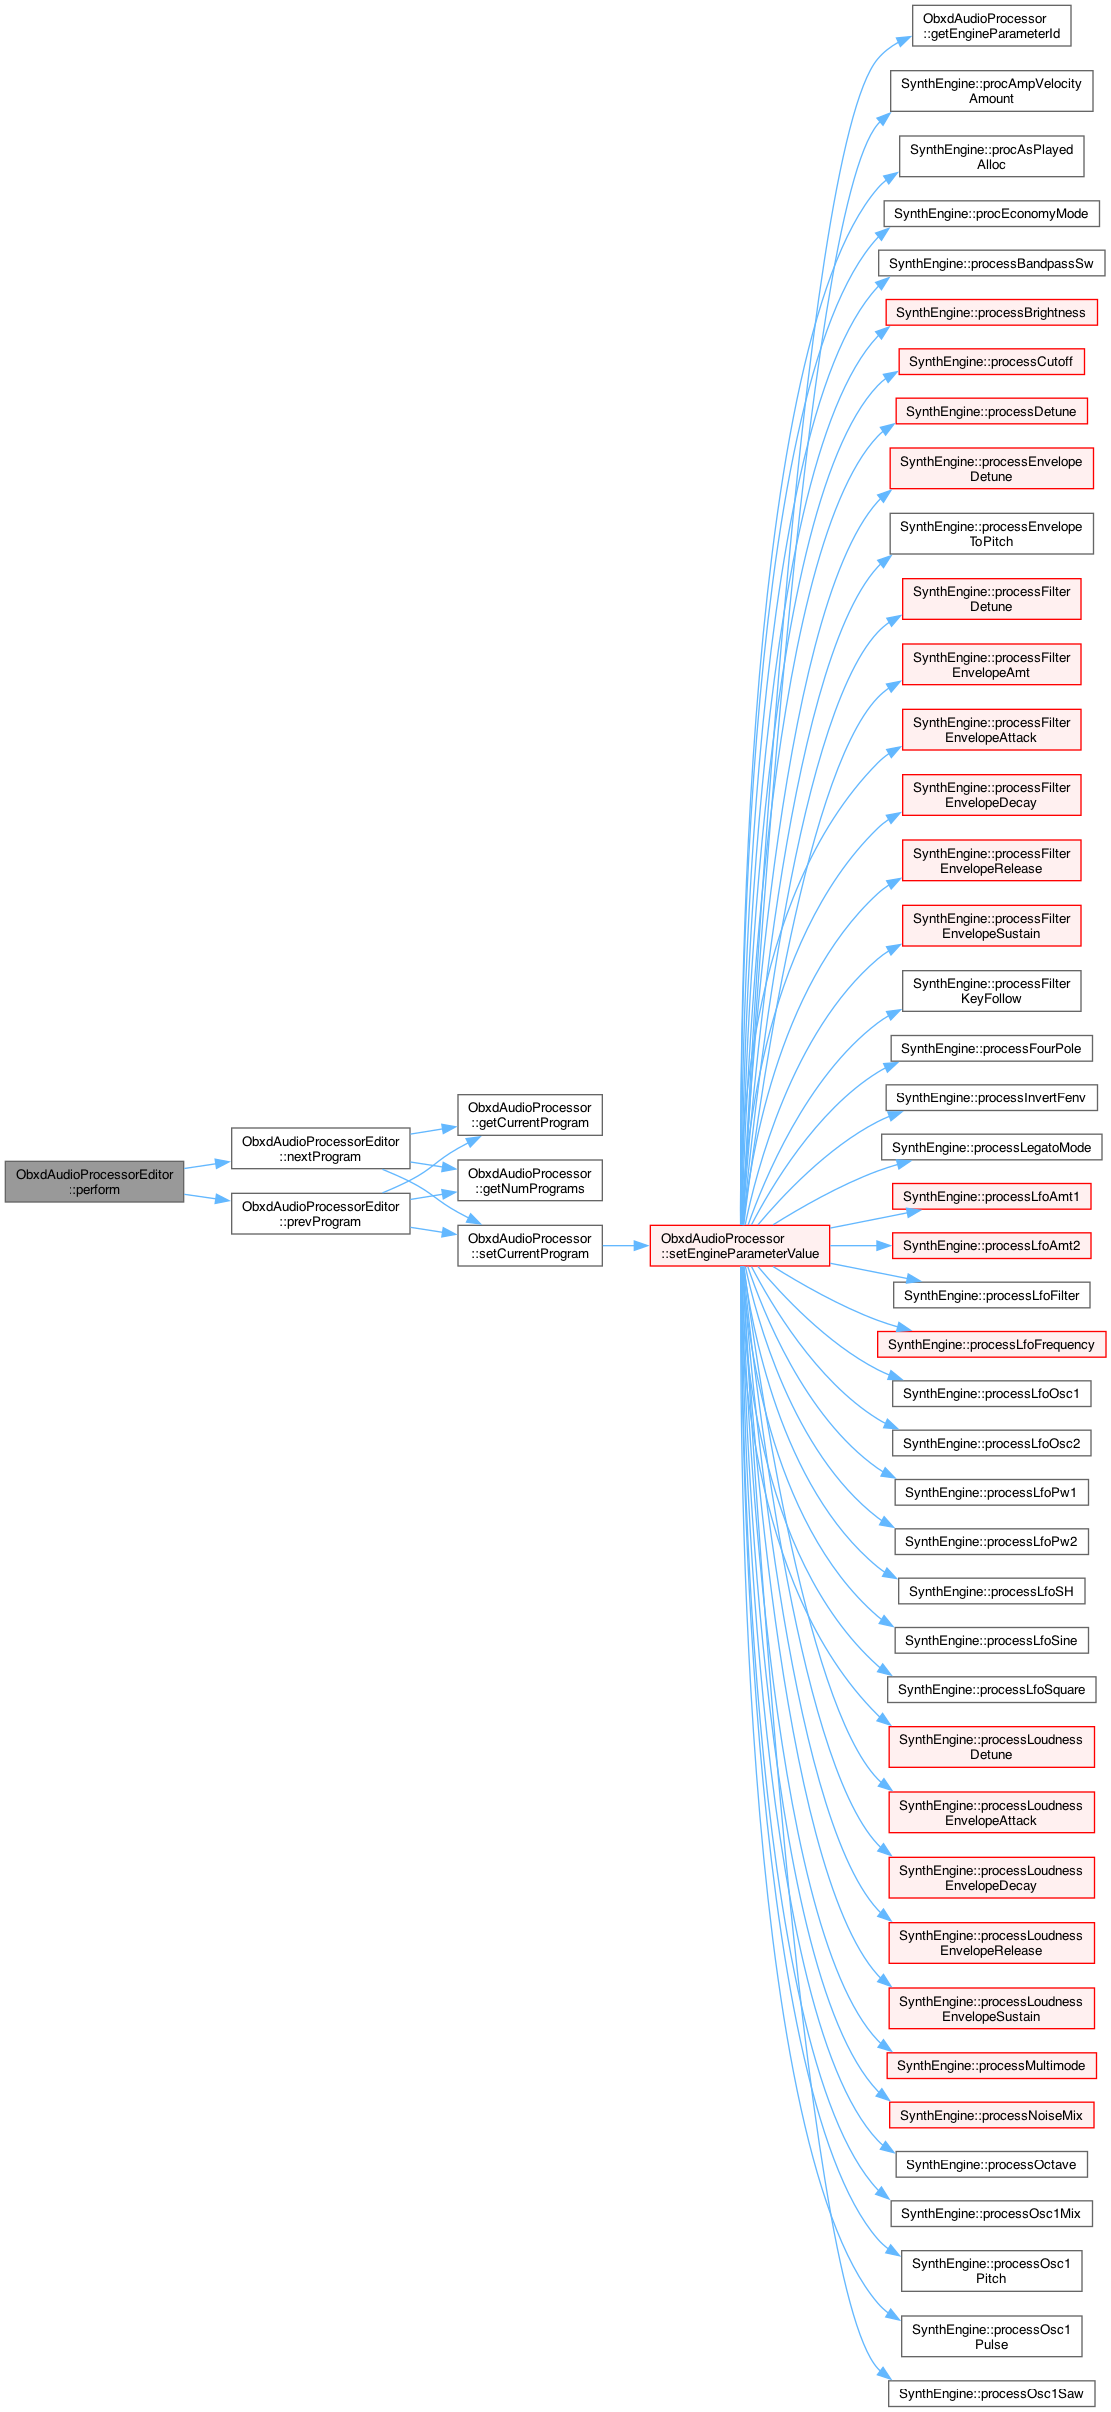 ObxdAudioProcessorEditor
::perform
ObxdAudioProcessorEditor
::nextProgram
ObxdAudioProcessorEditor
::prevProgram
ObxdAudioProcessor
::getCurrentProgram
ObxdAudioProcessor
::getNumPrograms
ObxdAudioProcessor
::setCurrentProgram
ObxdAudioProcessor
::setEngineParameterValue
ObxdAudioProcessor
::getEngineParameterId
SynthEngine::procAmpVelocity
Amount
SynthEngine::procAsPlayed
Alloc
SynthEngine::procEconomyMode
SynthEngine::processBandpassSw
SynthEngine::processBrightness
SynthEngine::processCutoff
SynthEngine::processDetune
SynthEngine::processEnvelope
Detune
SynthEngine::processEnvelope
ToPitch
SynthEngine::processFilter
Detune
SynthEngine::processFilter
EnvelopeAmt
SynthEngine::processFilter
EnvelopeAttack
SynthEngine::processFilter
EnvelopeDecay
SynthEngine::processFilter
EnvelopeRelease
SynthEngine::processFilter
EnvelopeSustain
SynthEngine::processFilter
KeyFollow
SynthEngine::processFourPole
SynthEngine::processInvertFenv
SynthEngine::processLegatoMode
SynthEngine::processLfoAmt1
SynthEngine::processLfoAmt2
SynthEngine::processLfoFilter
SynthEngine::processLfoFrequency
SynthEngine::processLfoOsc1
SynthEngine::processLfoOsc2
SynthEngine::processLfoPw1
SynthEngine::processLfoPw2
SynthEngine::processLfoSH
SynthEngine::processLfoSine
SynthEngine::processLfoSquare
SynthEngine::processLoudness
Detune
SynthEngine::processLoudness
EnvelopeAttack
SynthEngine::processLoudness
EnvelopeDecay
SynthEngine::processLoudness
EnvelopeRelease
SynthEngine::processLoudness
EnvelopeSustain
SynthEngine::processMultimode
SynthEngine::processNoiseMix
SynthEngine::processOctave
SynthEngine::processOsc1Mix
SynthEngine::processOsc1
Pitch
SynthEngine::processOsc1
Pulse
SynthEngine::processOsc1Saw